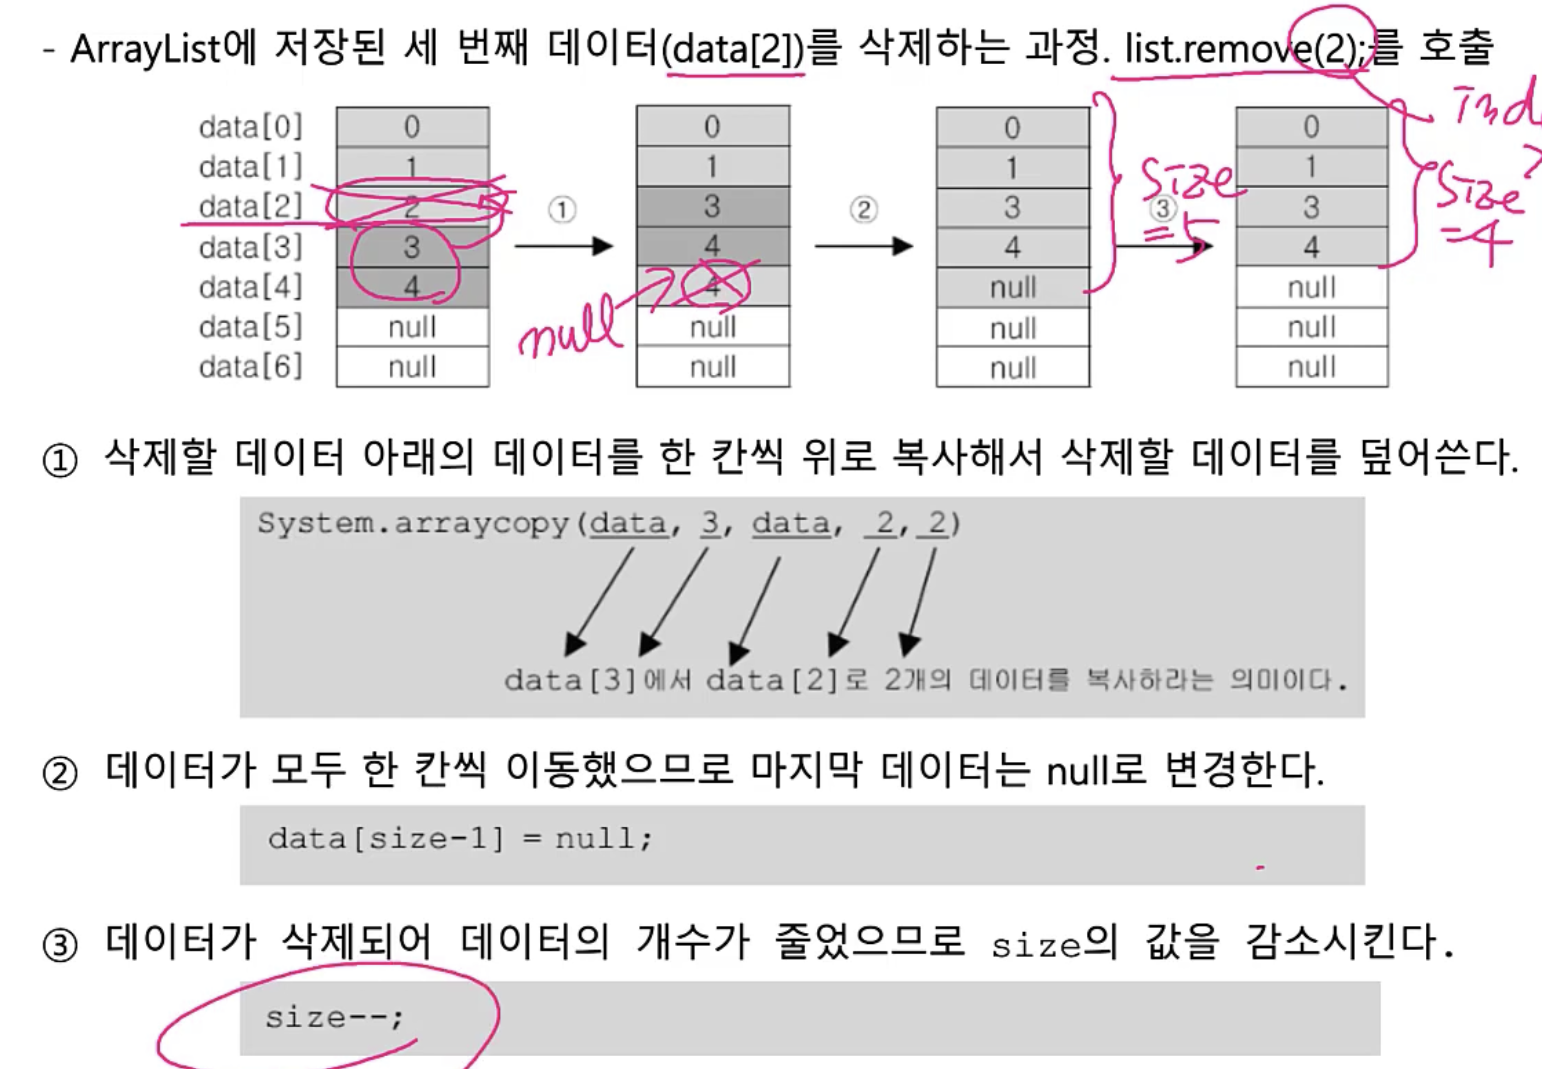 - ArrayList에 저장된 세 번째 데이터(data[2])를 삭제하는 과정. list.remove(2);를 호출
data[0] 0 0 0 0
data[1] 1 1 1 1
data[2] 2 ① 3 ② 3 ③ 3
data[3] 3 4 4 4
data[4] 4 4 null null
data[5] null null null null
data[6] null null null null
null
size
=5
size
=4
① 삭제할 데이터 아래의 데이터를 한 칸씩 위로 복사해서 삭제할 데이터를 덮어쓴다.
System.arraycopy(data, 3, data, 2, 2)
data[3]에서 data[2]로 2개의 데이터를 복사하라는 의미이다.
② 데이터가 모두 한 칸씩 이동했으므로 마지막 데이터는 null로 변경한다.
data[size-1] = null;
③ 데이터가 삭제되어 데이터의 개수가 줄었으므로 size의 값을 감소시킨다.
size--;